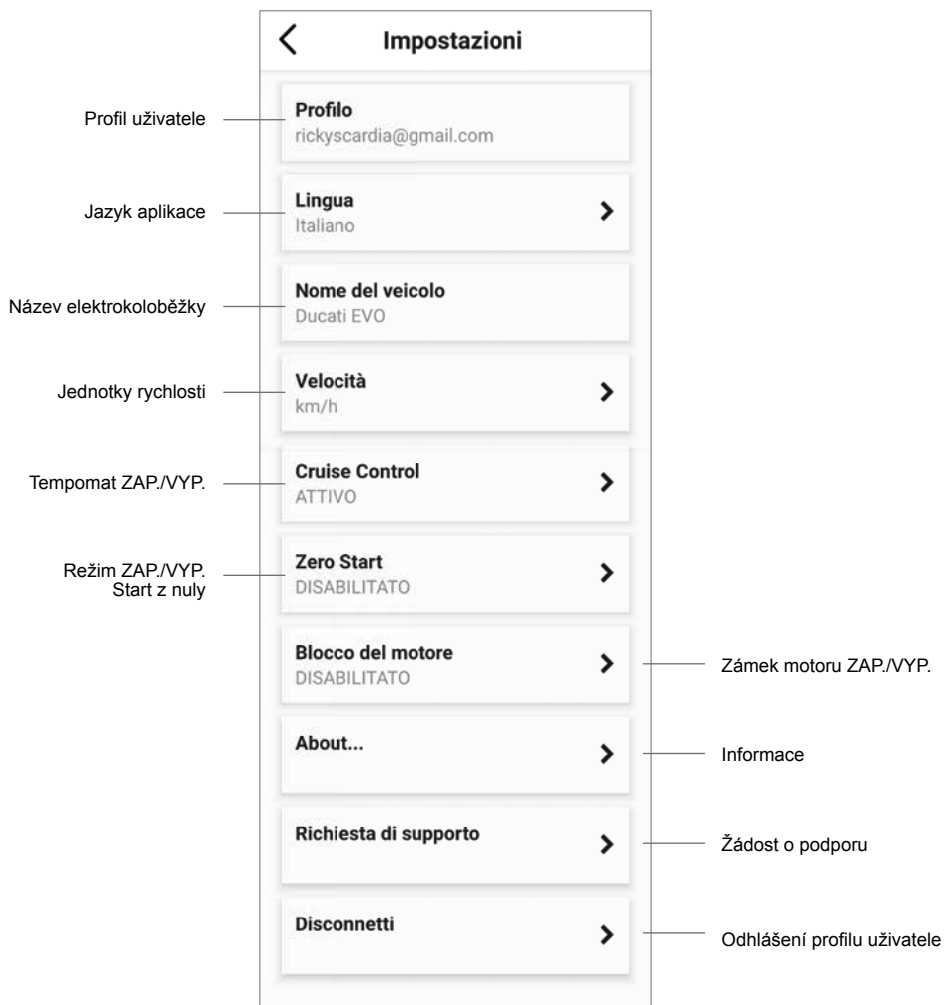 Impostazioni
Profil uživatele
Profilo
rickyscardia@gmail.com
Jazyk aplikace
Lingua
Italiano
Název elektrokoloběžky
Nome del veicolo
Ducati EVO
Jednotky rychlosti
Velocità
km/h
Tempomat ZAP./VYP.
Cruise Control
ATTIVO
Režim ZAP./VYP.
Start z nuly
Zero Start
DISABILITATO
Blocco del motore
DISABILITATO
Zámek motoru ZAP./VYP.
About...
Informace
Richiesta di supporto
Žádost o podporu
Disconnetti
Odhlášení profilu uživatele